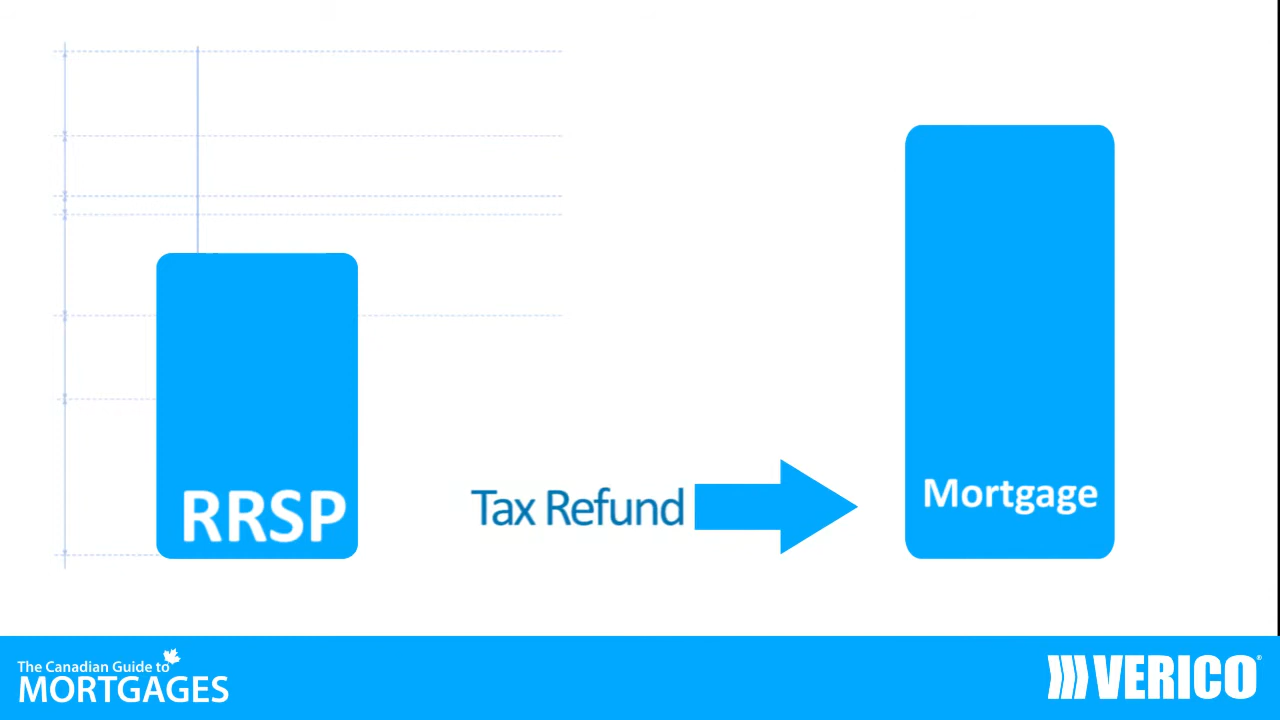 RRSP
Tax Refund
Mortgage
The Canadian Guide to
MORTGAGES
VERICO®